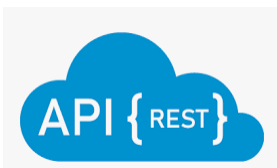 API { REST }